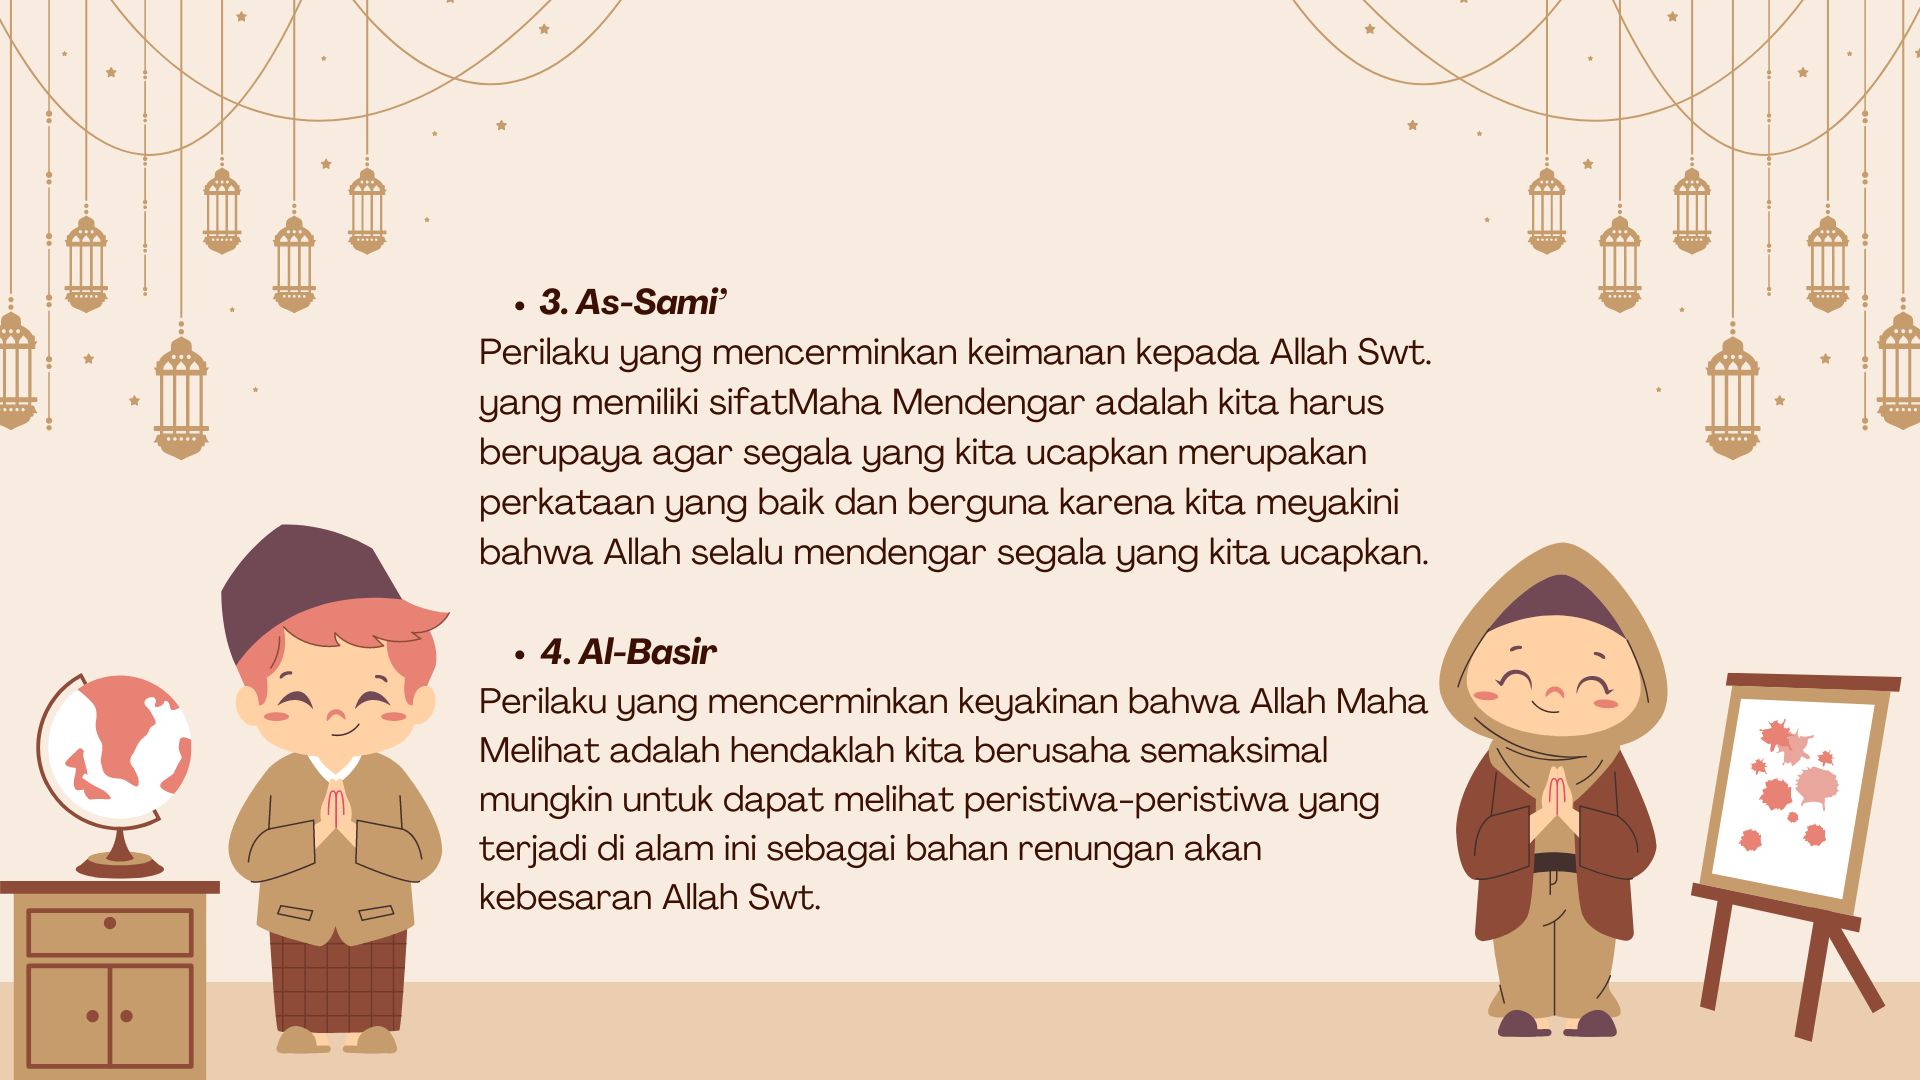 • 3. As-Sami’
Perilaku yang mencerminkan keimanan kepada Allah Swt.
yang memiliki sifatMaha Mendengar adalah kita harus
berupaya agar segala yang kita ucapkan merupakan
perkataan yang baik dan berguna karena kita meyakini
bahwa Allah selalu mendengar segala yang kita ucapkan.
• 4. Al-Basir
Perilaku yang mencerminkan keyakinan bahwa Allah Maha
Melihat adalah hendaklah kita berusaha semaksimal
mungkin untuk dapat melihat peristiwa-peristiwa yang
terjadi di alam ini sebagai bahan renungan akan
kebesaran Allah Swt.